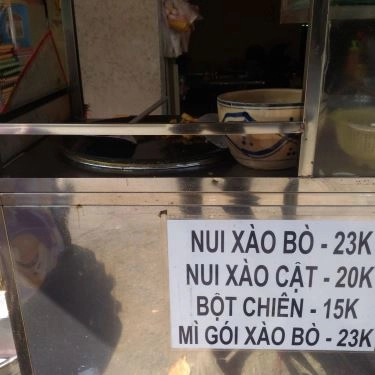 NUI XÀO BÒ - 23K
NUI XÀO CẬT - 20K
BỘT CHIÊN - 15K
MÌ GÓI XÀO BÒ - 23K